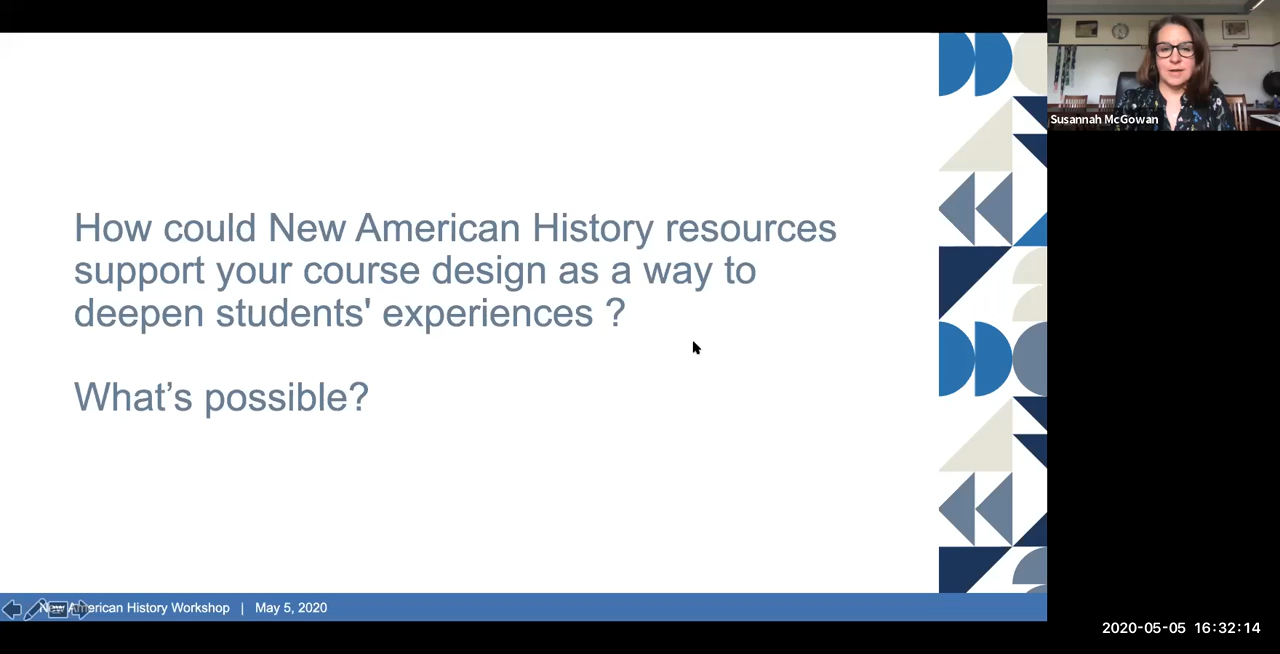 How could New American History resources
support your course design as a way to
deepen students' experiences ?
What’s possible?
New American History Workshop | May 5, 2020
Susannah McGowan
2020-05-05 16:32:14